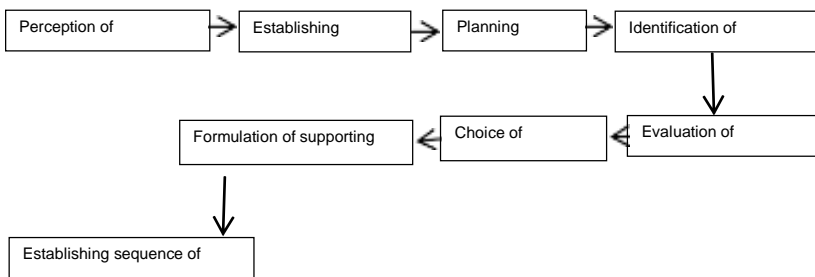 Perception of
Establishing
Planning
Identification of
Evaluation of
Choice of
Formulation of supporting
Establishing sequence of